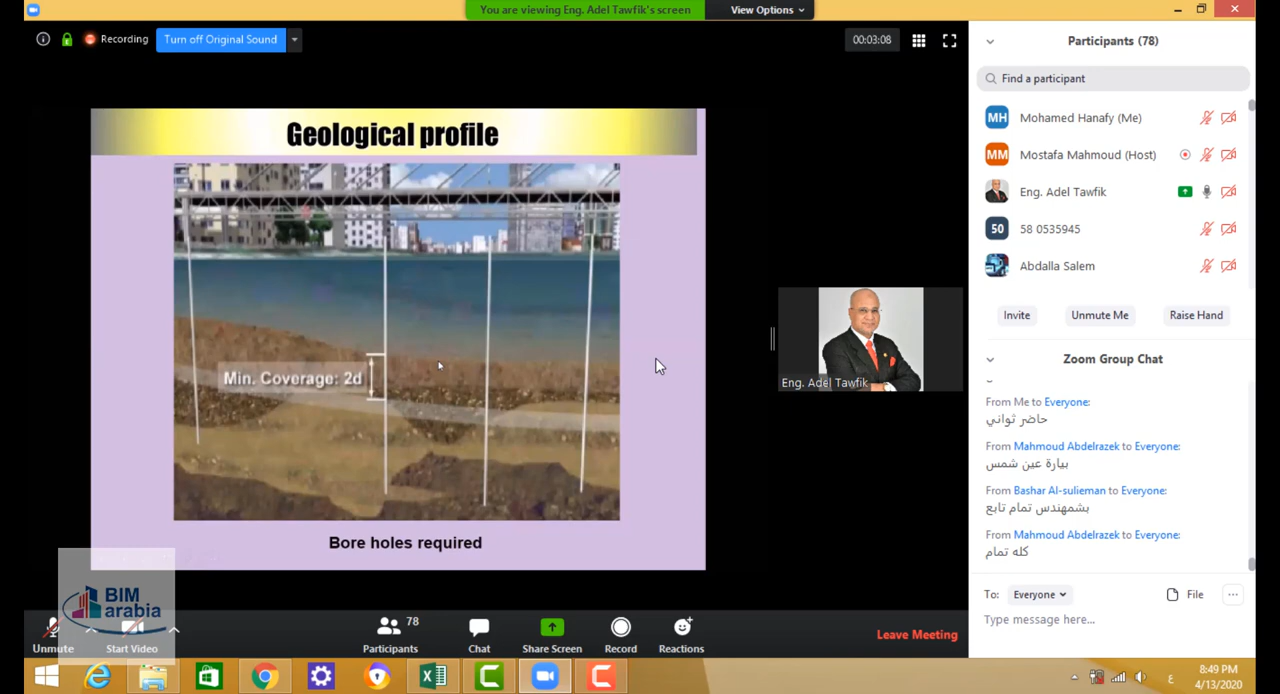 You are viewing Eng. Adel Tawfik's screen
View Options
Recording
Turn off Original Sound
00:03:08
Geological profile
Min. Coverage: 2d
Bore holes required
Eng. Adel Tawfik
Participants (78)
Find a participant
MH Mohamed Hanafy (Me)
MM Mostafa Mahmoud (Host)
Eng. Adel Tawfik
50 58 0535945
Abdalla Salem
Invite
Unmute Me
Raise Hand
Zoom Group Chat
From Me to Everyone:
حاضر ثواني
From Mahmoud Abdelrazek to Everyone:
بيارة عين شمس
From Bashar Al-sulieman to Everyone:
بشمهندس تمام تابع
From Mahmoud Abdelrazek to Everyone:
كله تمام
To: Everyone
File
Type message here...
BIM
arabia
Unmute
Start Video
78
Participants
Chat
Share Screen
Record
Reactions
Leave Meeting
ع
8:49 PM
4/13/2020